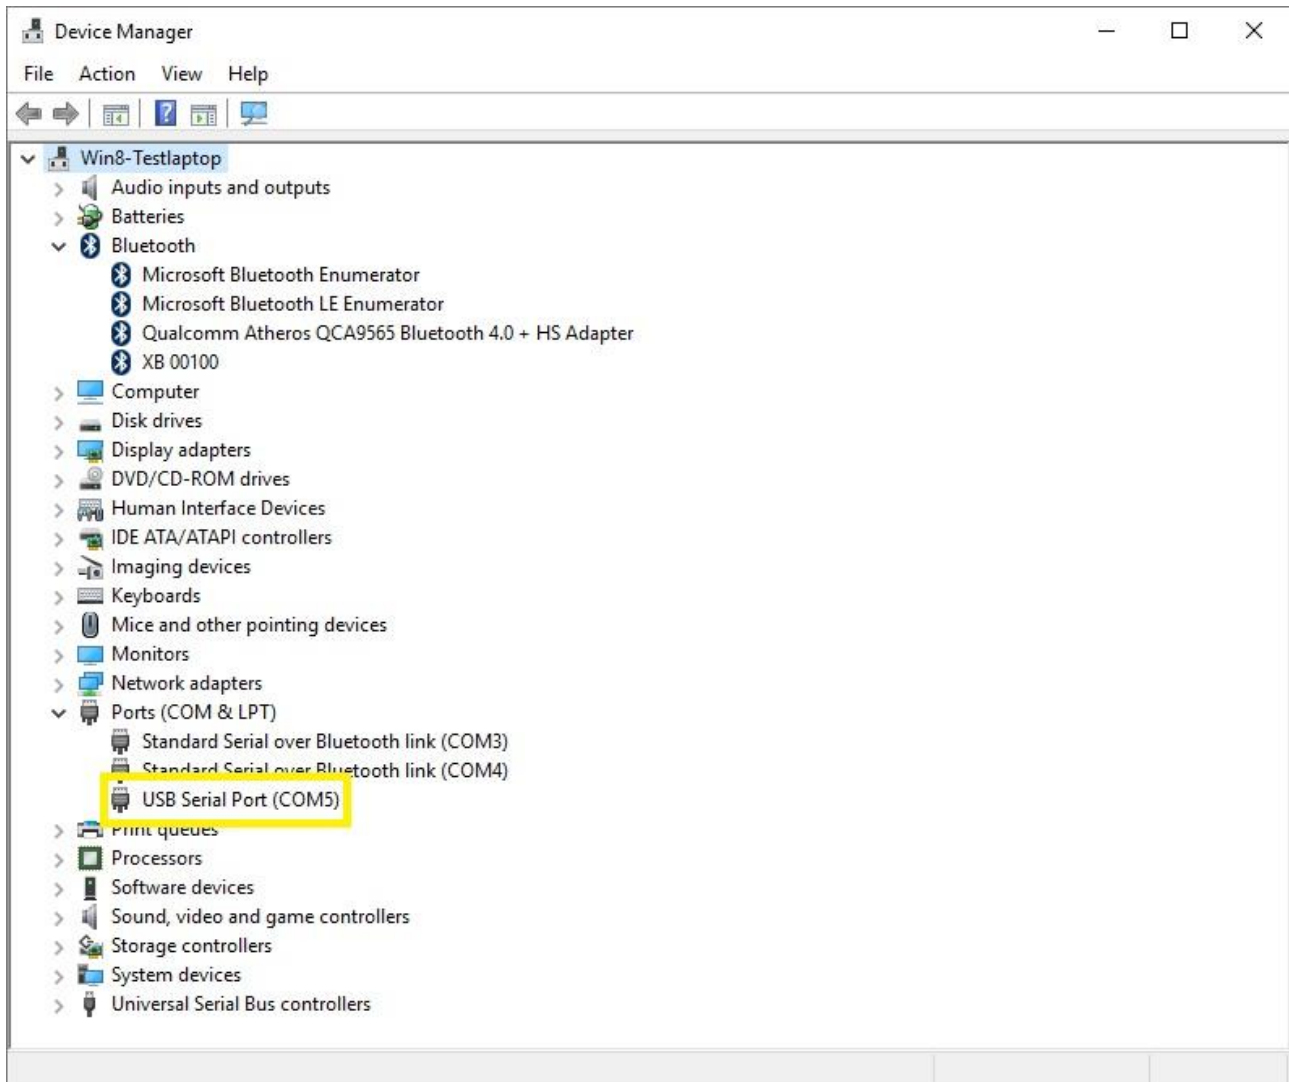 Device Manager
File Action View Help
Win8-Testlaptop
Audio inputs and outputs
Batteries
Bluetooth
Microsoft Bluetooth Enumerator
Microsoft Bluetooth LE Enumerator
Qualcomm Atheros QCA9565 Bluetooth 4.0 + HS Adapter
XB 00100
Computer
Disk drives
Display adapters
DVD/CD-ROM drives
Human Interface Devices
IDE ATA/ATAPI controllers
Imaging devices
Keyboards
Mice and other pointing devices
Monitors
Network adapters
Ports (COM & LPT)
Standard Serial over Bluetooth link (COM3)
Standard Serial over Bluetooth link (COM4)
USB Serial Port (COM5)
Print queues
Processors
Software devices
Sound, video and game controllers
Storage controllers
System devices
Universal Serial Bus controllers